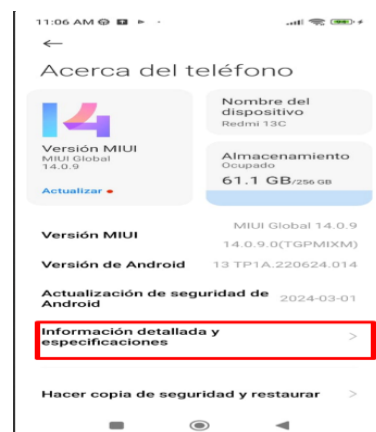 11:06 AM
Acerca del teléfono
14
Versión MIUI
MIUI Global
14.0.9
Actualizar
Nombre del
dispositivo
Redmi 13C
Almacenamiento
Ocupado
61.1 GB/256 GB
Versión MIUI
MIUI Global 14.0.9
14.0.9.0(TGPMIXM)
Versión de Android 13 TP1A.220624.014
Actualización de seguridad de
Android
2024-03-01
Información detallada y
especificaciones
Hacer copia de seguridad y restaurar